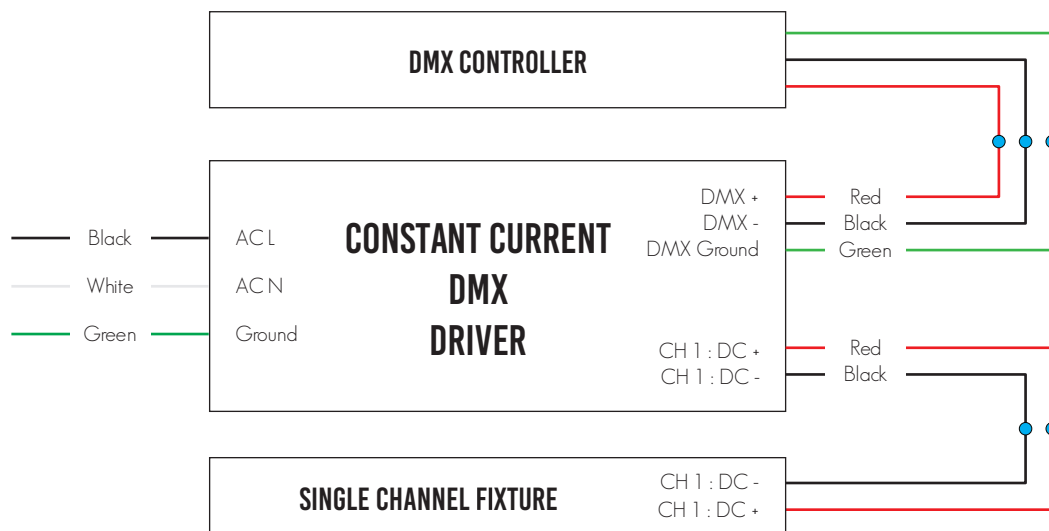 DMX CONTROLLER
DMX +
Red
DMX -
Black
DMX Ground
Green
Black
AC L
White
AC N
Green
Ground
CONSTANT CURRENT
DMX
DRIVER
CH 1 : DC +
Red
CH 1 : DC -
Black
SINGLE CHANNEL FIXTURE
CH 1 : DC -
CH 1 : DC +